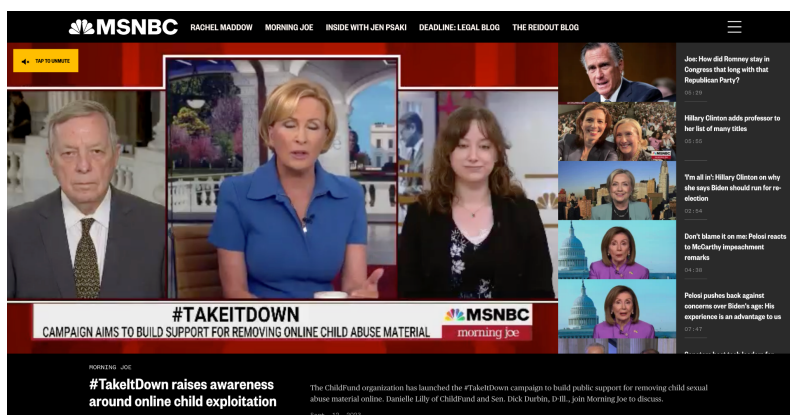 MSNBC
RACHEL MADDOW MORNING JOE INSIDE WITH JEN PSAKI DEADLINE: LEGAL BLOG THE REIDOUT BLOG
TAP TO UNMUTE
#TAKEITDOWN
CAMPAIGN AIMS TO BUILD SUPPORT FOR REMOVING ONLINE CHILD ABUSE MATERIAL
MSNBC
morning joe
Joe: How did Romney stay in
Congress that long with that
Republican Party?
Hillary Clinton adds professor to
her list of many titles
'I'm all in': Hillary Clinton on why
she says Biden should run for re-
election
02:54
Don't blame it on me: Pelosi reacts
to McCarthy impeachment
remarks
04:36
Pelosi pushes back against
concerns over Biden's age: His
experience is an advantage to us
07:47
MORNING JOE
#TakeItDown raises awareness
around online child exploitation
The ChildFund organization has launched the #TakeItDown campaign to build public support for removing child sexual
abuse material online. Danielle Lilly of ChildFund and Sen. Dick Durbin, D-Ill., join Morning Joe to discuss.